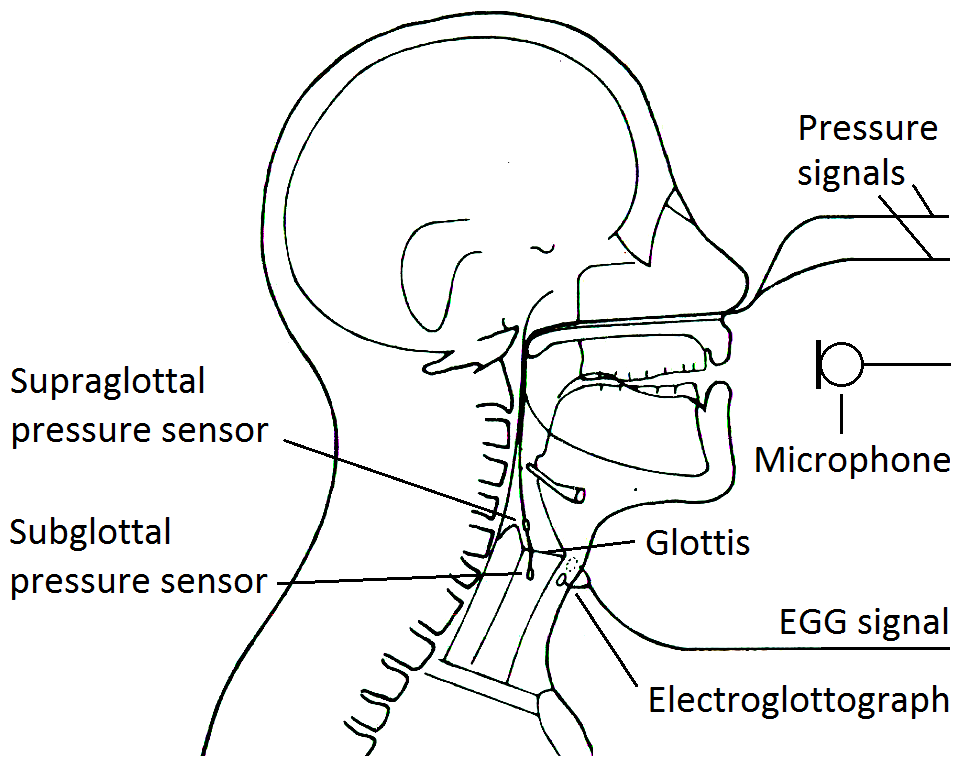 Pressure
signals
Supraglottal
pressure sensor
Microphone
Subglottal
pressure sensor
Glottis
EGG signal
Electroglottograph